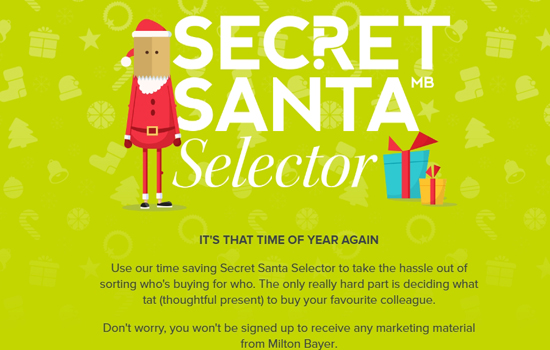 SECRET
SANTA MB
Selector
IT'S THAT TIME OF YEAR AGAIN
Use our time saving Secret Santa Selector to take the hassle out of
sorting who's buying for who. The only really hard part is deciding what
tat (thoughtful present) to buy your favourite colleague.
Don't worry, you won't be signed up to receive any marketing material
from Milton Bayer.